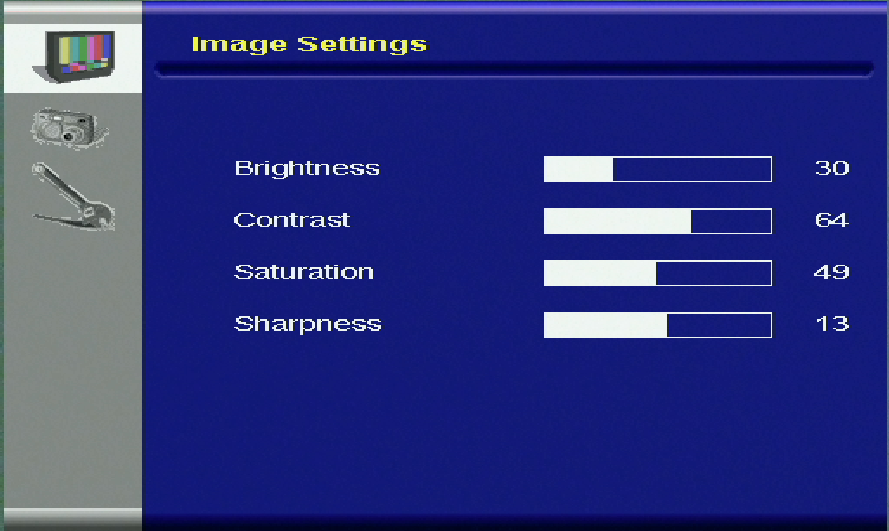 Image Settings
Brightness 30
Contrast 64
Saturation 49
Sharpness 13